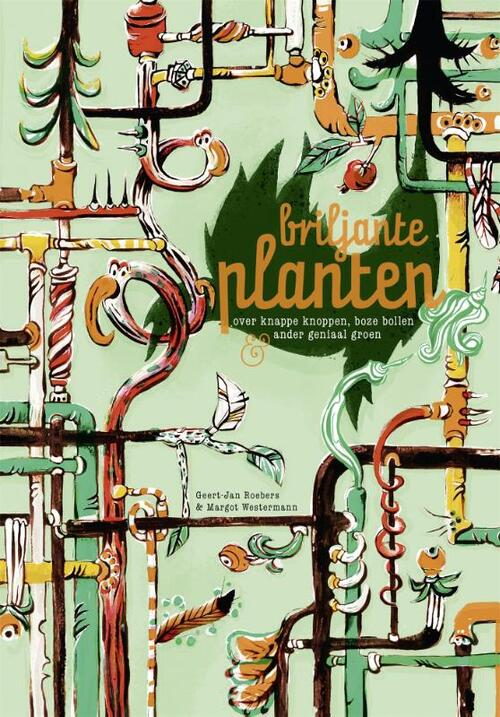 briljante
planten
over knappe knoppen, boze bollen
& ander geniaal groen
Geert-Jan Roebers
& Margot Westermann